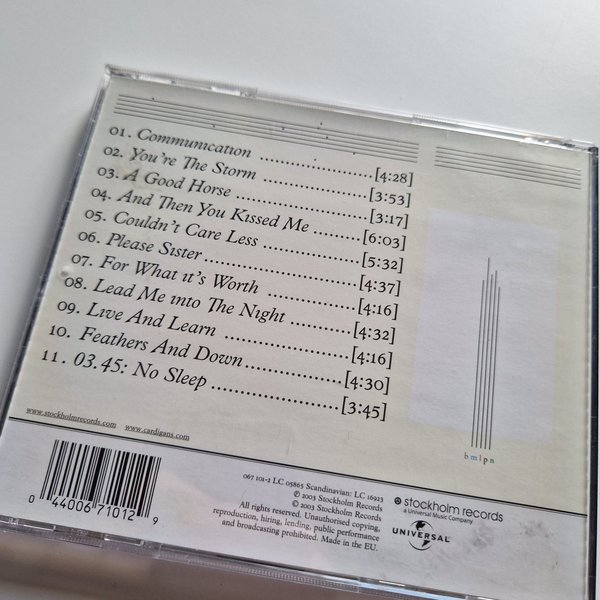 01. Communication .................... [4:28]
02. You're The Storm .................... [3:53]
03. A Good Horse .................... [3:17]
04. And Then You Kissed Me ........ [6:03]
05. Couldn't Care Less .................... [5:32]
06. Please Sister .................... [4:37]
07. For What it's Worth .................... [4:16]
08. Lead Me into The Night ............ [4:32]
09. Live And Learn .................... [4:16]
10. Feathers And Down .................... [4:30]
11. 03.45: No Sleep .................... [3:45]
bmlpn
www.stockholmrecords.com www.cardigans.com
0 44006 71012 9
067 101-2 LC 05865 Scandinavian: LC 16923
℗ 2003 Stockholm Records
© 2003 Stockholm Records
All rights reserved. Unauthorised copying,
reproduction, hiring, lending, public performance
and broadcasting prohibited. Made in the EU.
stockholm records
a Universal Music Company
UNIVERSAL